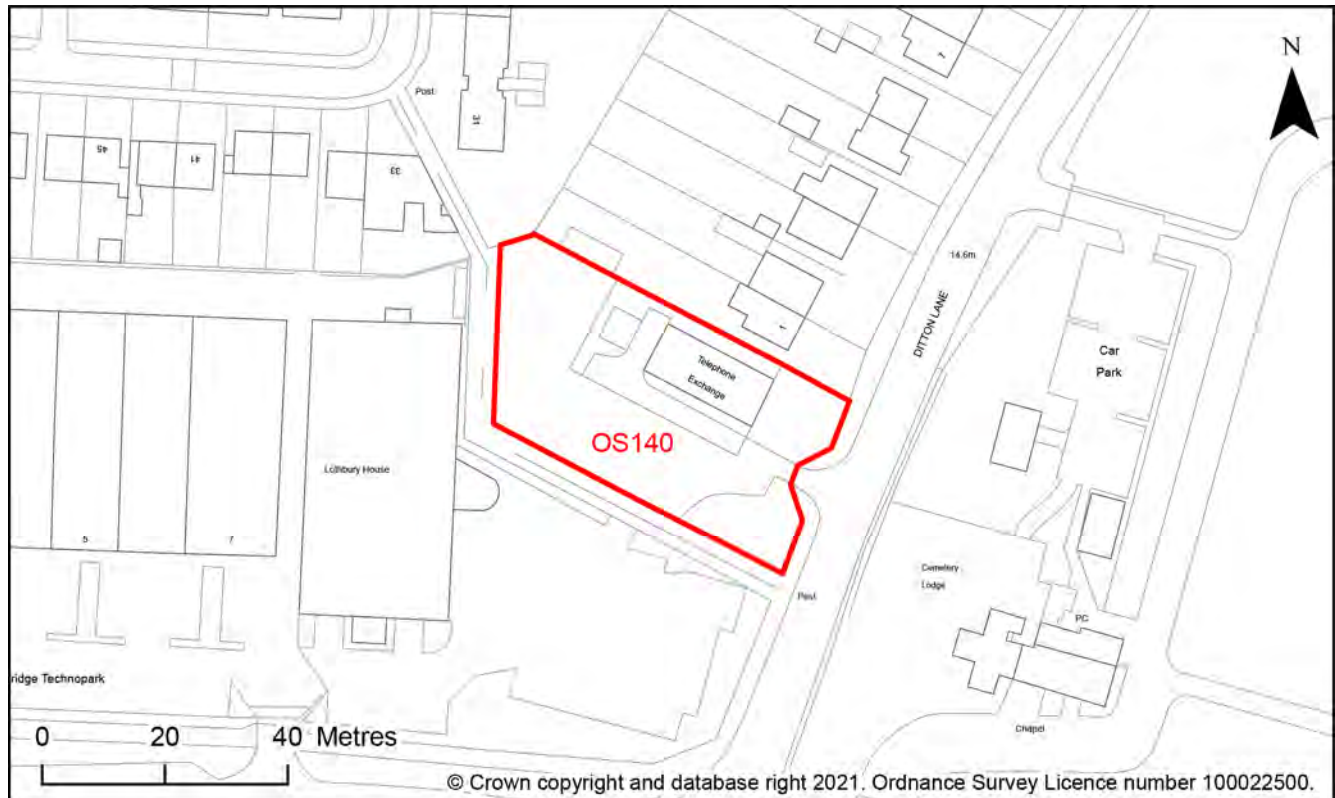 N
7
Post
31
45
41
33
14.6m
DITTON LANE
1
Car
Park
Telephone
Exchange
OS140
Lothbury House
5
7
Cemetery
Lodge
Post
PC
ridge Technopark
Chapel
0 20 40 Metres
© Crown copyright and database right 2021. Ordnance Survey Licence number 100022500.